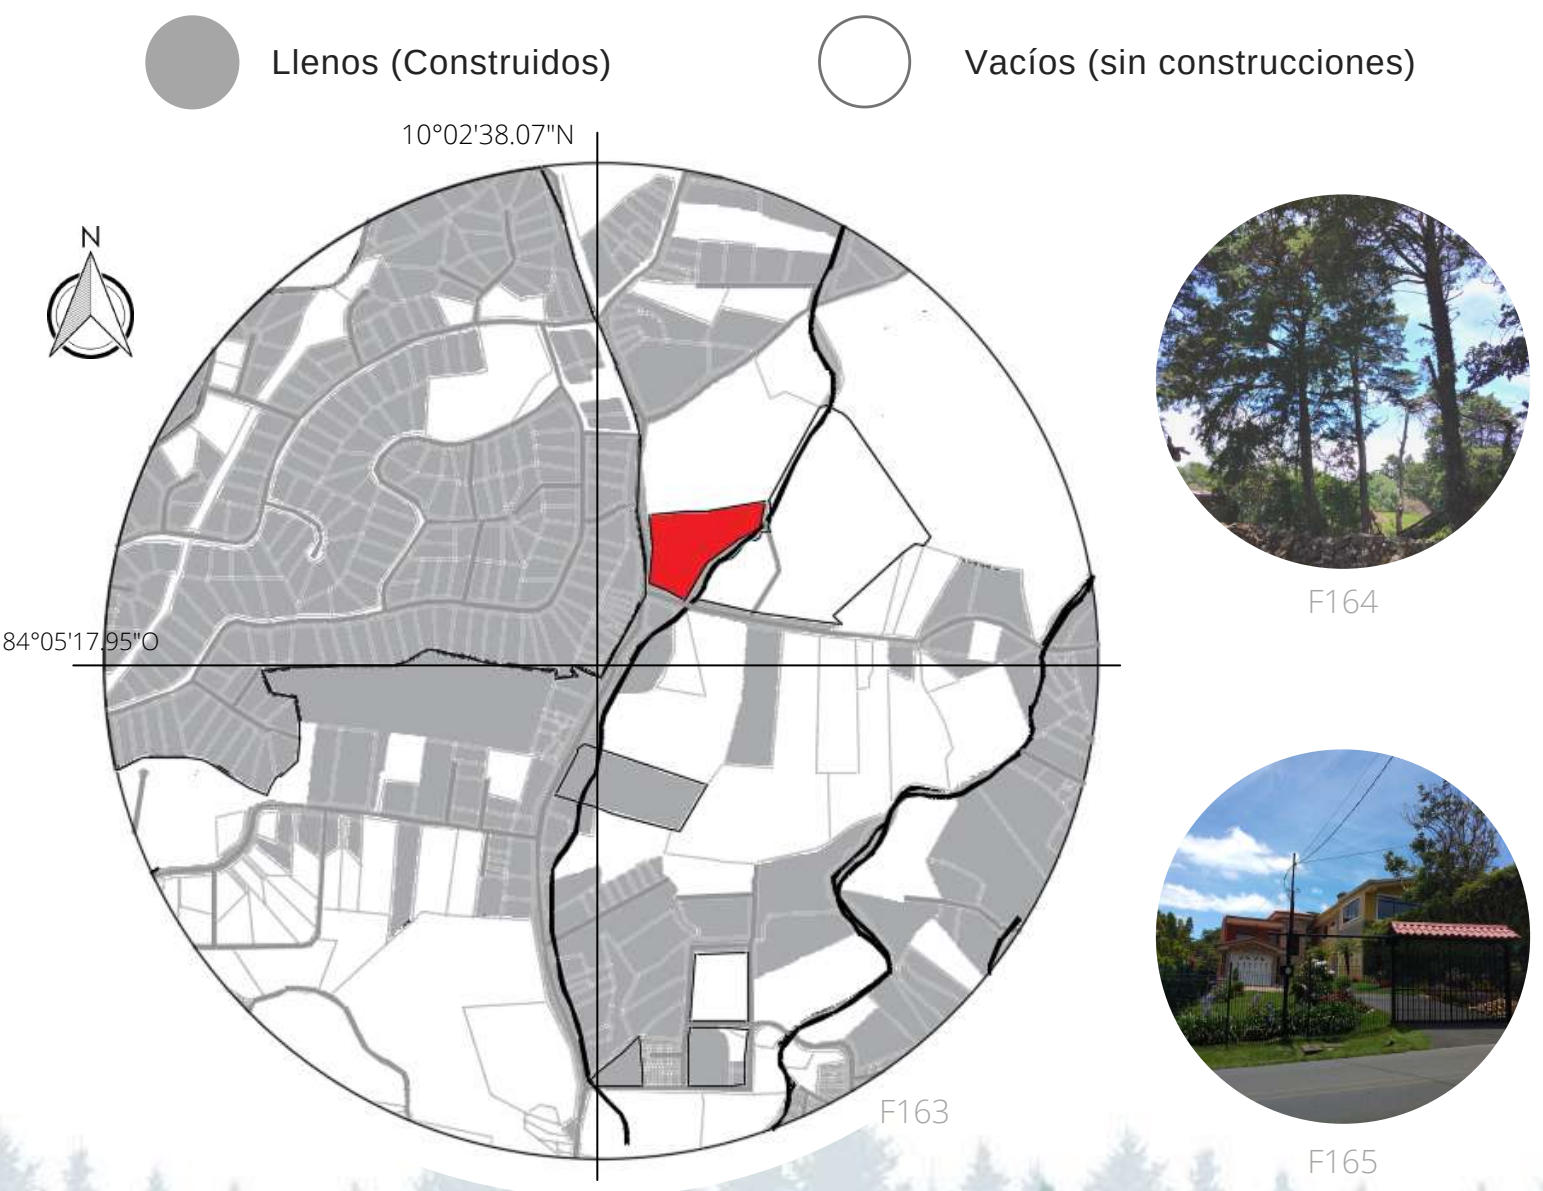 Llenos (Construidos)
Vacíos (sin construcciones)
10°02'38.07"N
N
84°05'17.95"O
F164
F163
F165